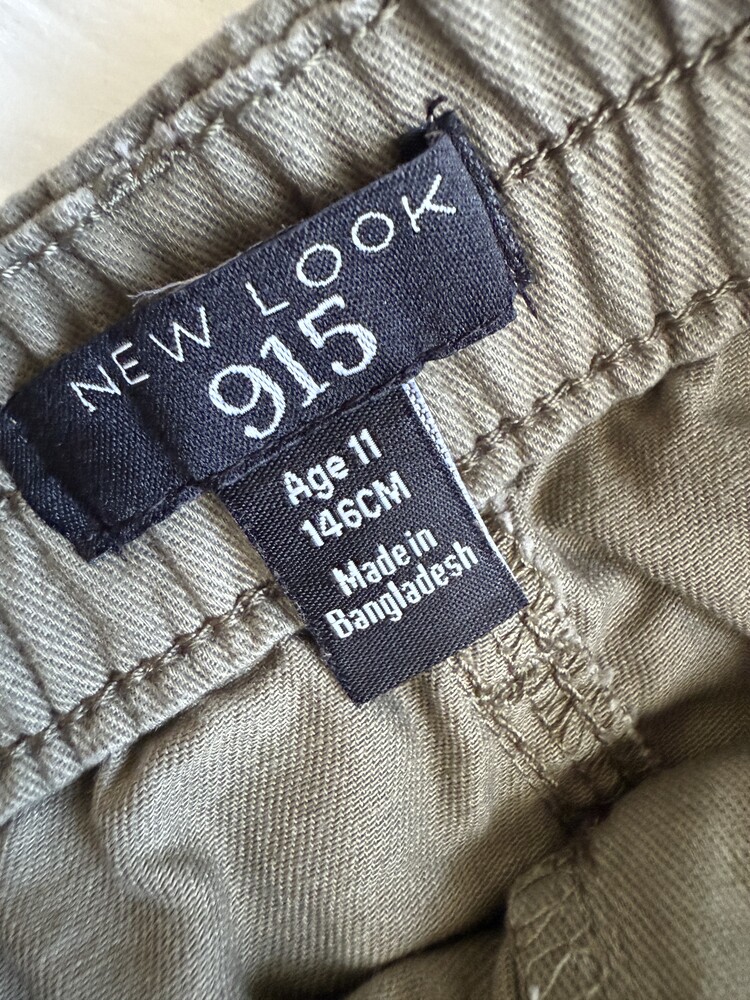 NEW LOOK
915
Age 11
146CM
Made in
Bangladesh